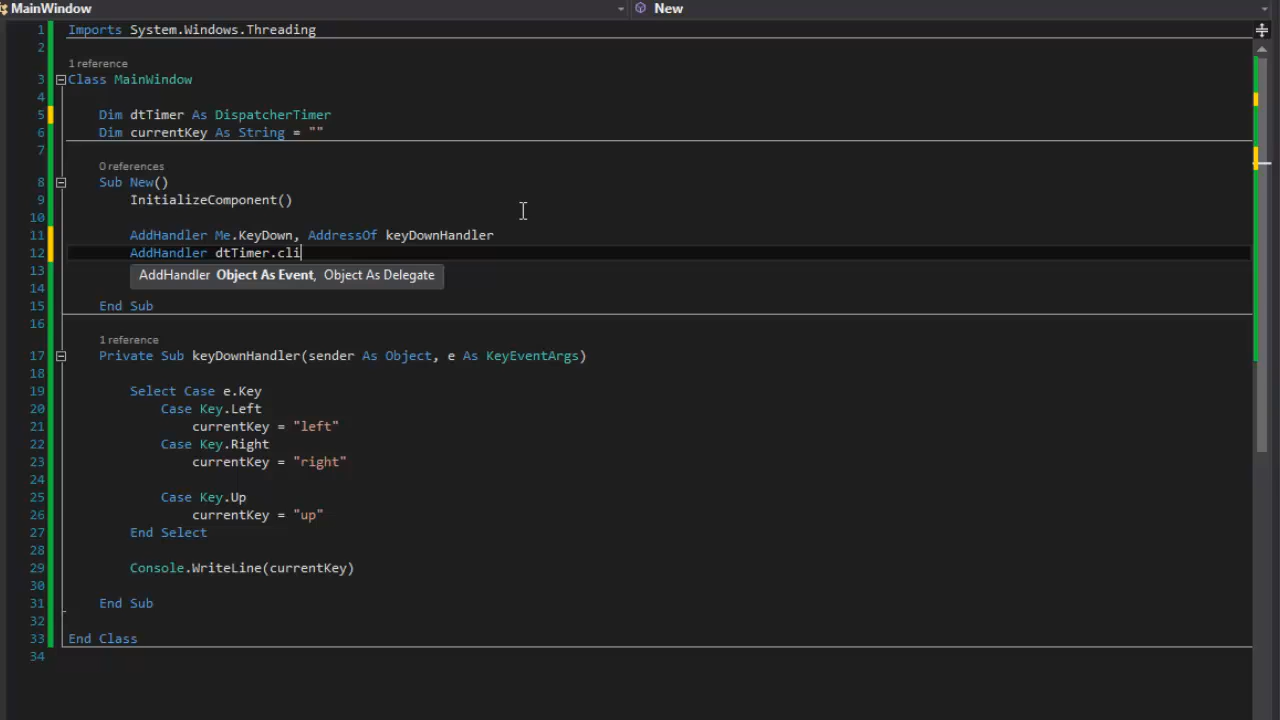 MainWindow New
1 Imports System.Windows.Threading
2
1 reference
3 Class MainWindow
4
5 Dim dtTimer As DispatcherTimer
6 Dim currentKey As String = ""
7
0 references
8 Sub New()
9 InitializeComponent()
10
11 AddHandler Me.KeyDown, AddressOf keyDownHandler
12 AddHandler dtTimer.cli
13 AddHandler Object As Event, Object As Delegate
14
15 End Sub
16
1 reference
17 Private Sub keyDownHandler(sender As Object, e As KeyEventArgs)
18
19 Select Case e.Key
20 Case Key.Left
21 currentKey = "left"
22 Case Key.Right
23 currentKey = "right"
24
25 Case Key.Up
26 currentKey = "up"
27 End Select
28
29 Console.WriteLine(currentKey)
30
31 End Sub
32
33 End Class
34